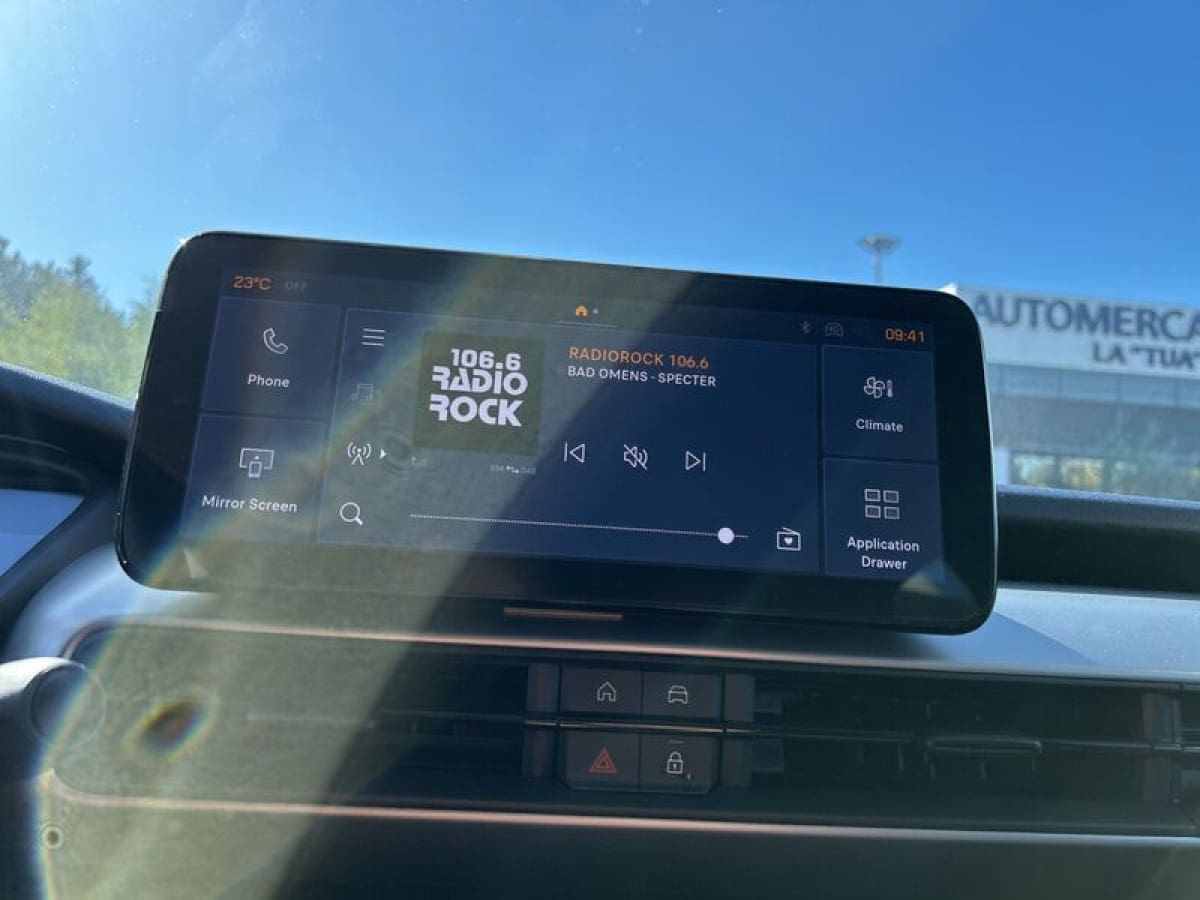 23°C OFF
09:41
Phone
106.6
RADIO
ROCK
RADIOROCK 106.6
BAD OMENS - SPECTER
Climate
Mirror Screen
Application
Drawer
AUTOMERCA
LA "TUA"